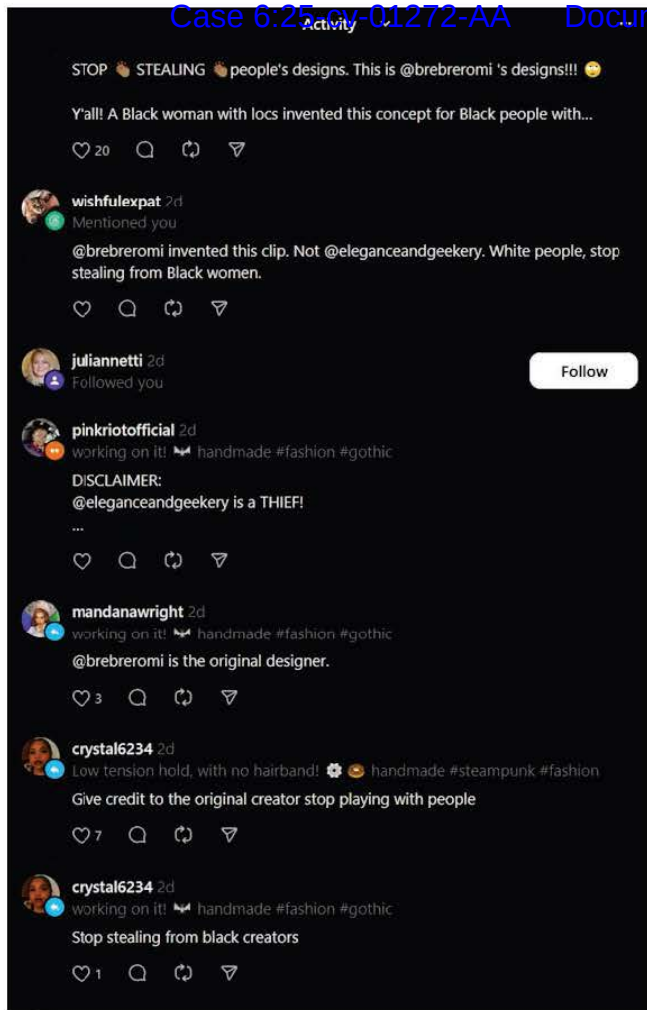 Case 6:25-cv-01272-AA Docur
Activity
STOP 👏🏾 STEALING 👏🏾people's designs. This is @brebreromi 's designs!!! 🙄
Y'all! A Black woman with locs invented this concept for Black people with...
20
wishfulexpat 2d
Mentioned you
@brebreromi invented this clip. Not @eleganceandgeekery. White people, stop
stealing from Black women.
juliannetti 2d
Followed you
Follow
pinkriotofficial 2d
working on it! 🦇 handmade #fashion #gothic
DISCLAIMER:
@eleganceandgeekery is a THIEF!
...
mandanawright 2d
working on it! 🦇 handmade #fashion #gothic
@brebreromi is the original designer.
3
crystal6234 2d
Low tension hold, with no hairband! ⚙️ 🍩 handmade #steampunk #fashion
Give credit to the original creator stop playing with people
7
crystal6234 2d
working on it! 🦇 handmade #fashion #gothic
Stop stealing from black creators
1